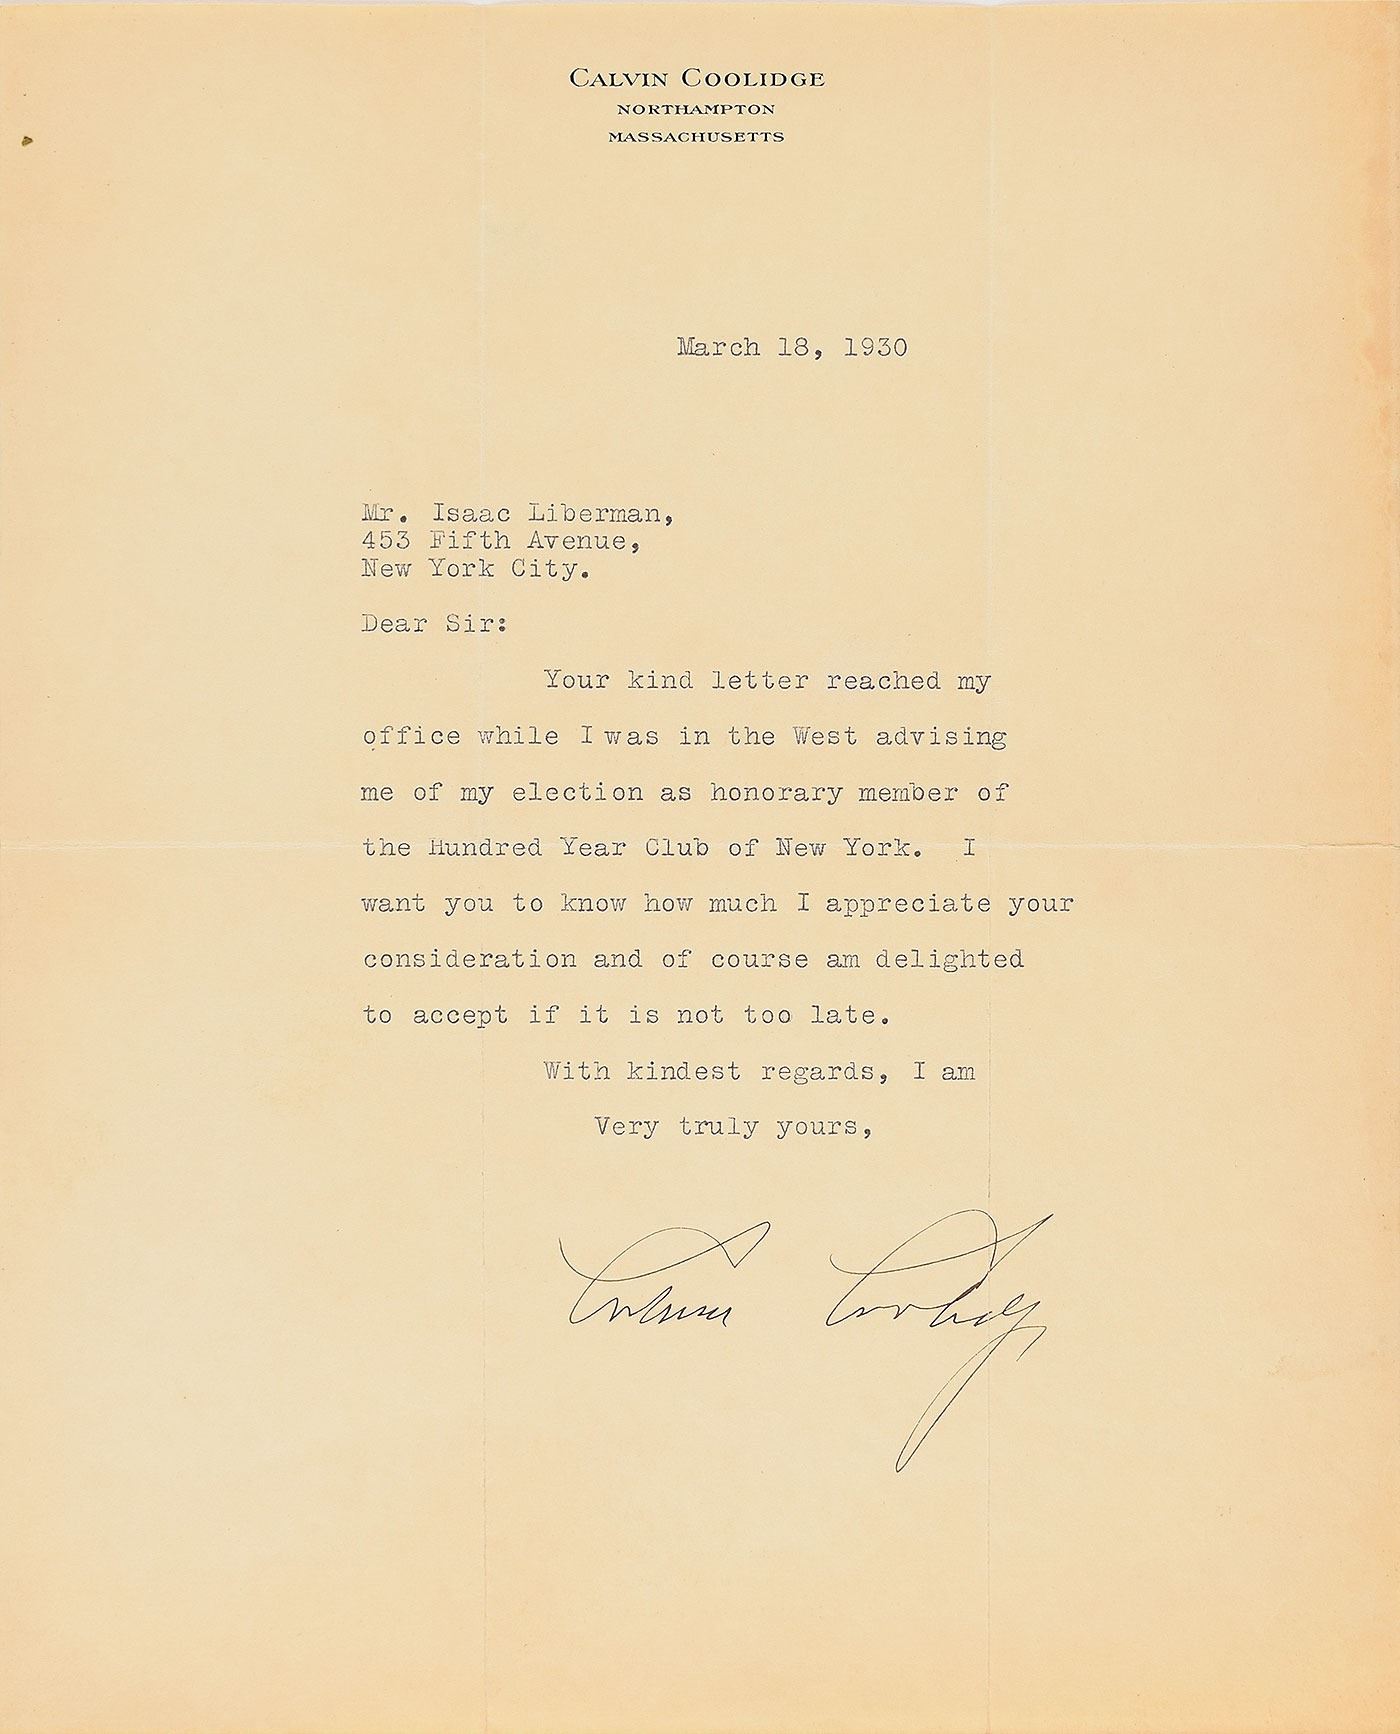 CALVIN COOLIDGE
NORTHAMPTON
MASSACHUSETTS
March 18, 1930
Mr. Isaac Liberman,
453 Fifth Avenue,
New York City.
Dear Sir:
Your kind letter reached my
office while I was in the West advising
me of my election as honorary member of
the Hundred Year Club of New York. I
want you to know how much I appreciate your
consideration and of course am delighted
to accept if it is not too late.
With kindest regards, I am
Very truly yours,
Calvin Coolidge